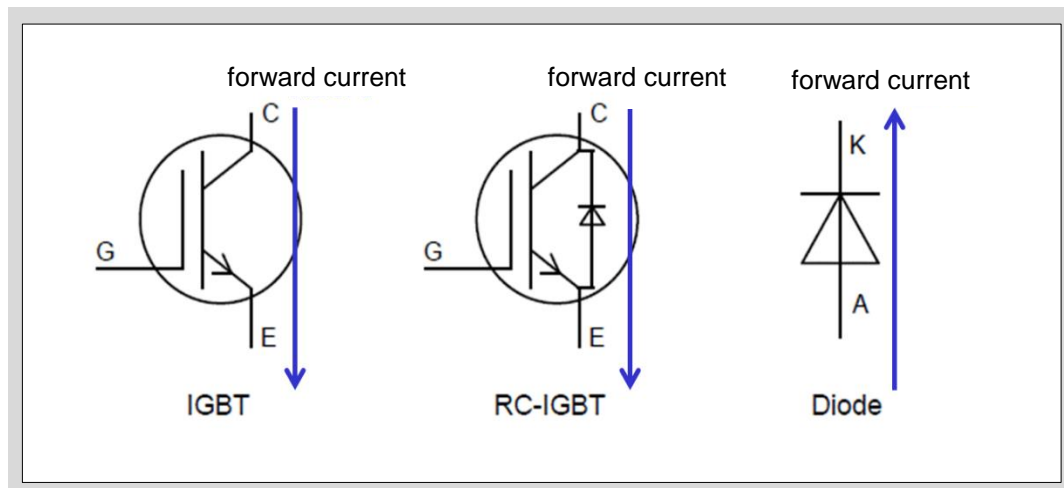 forward current
C
G
E
IGBT
forward current
C
G
E
RC-IGBT
forward current
K
A
Diode